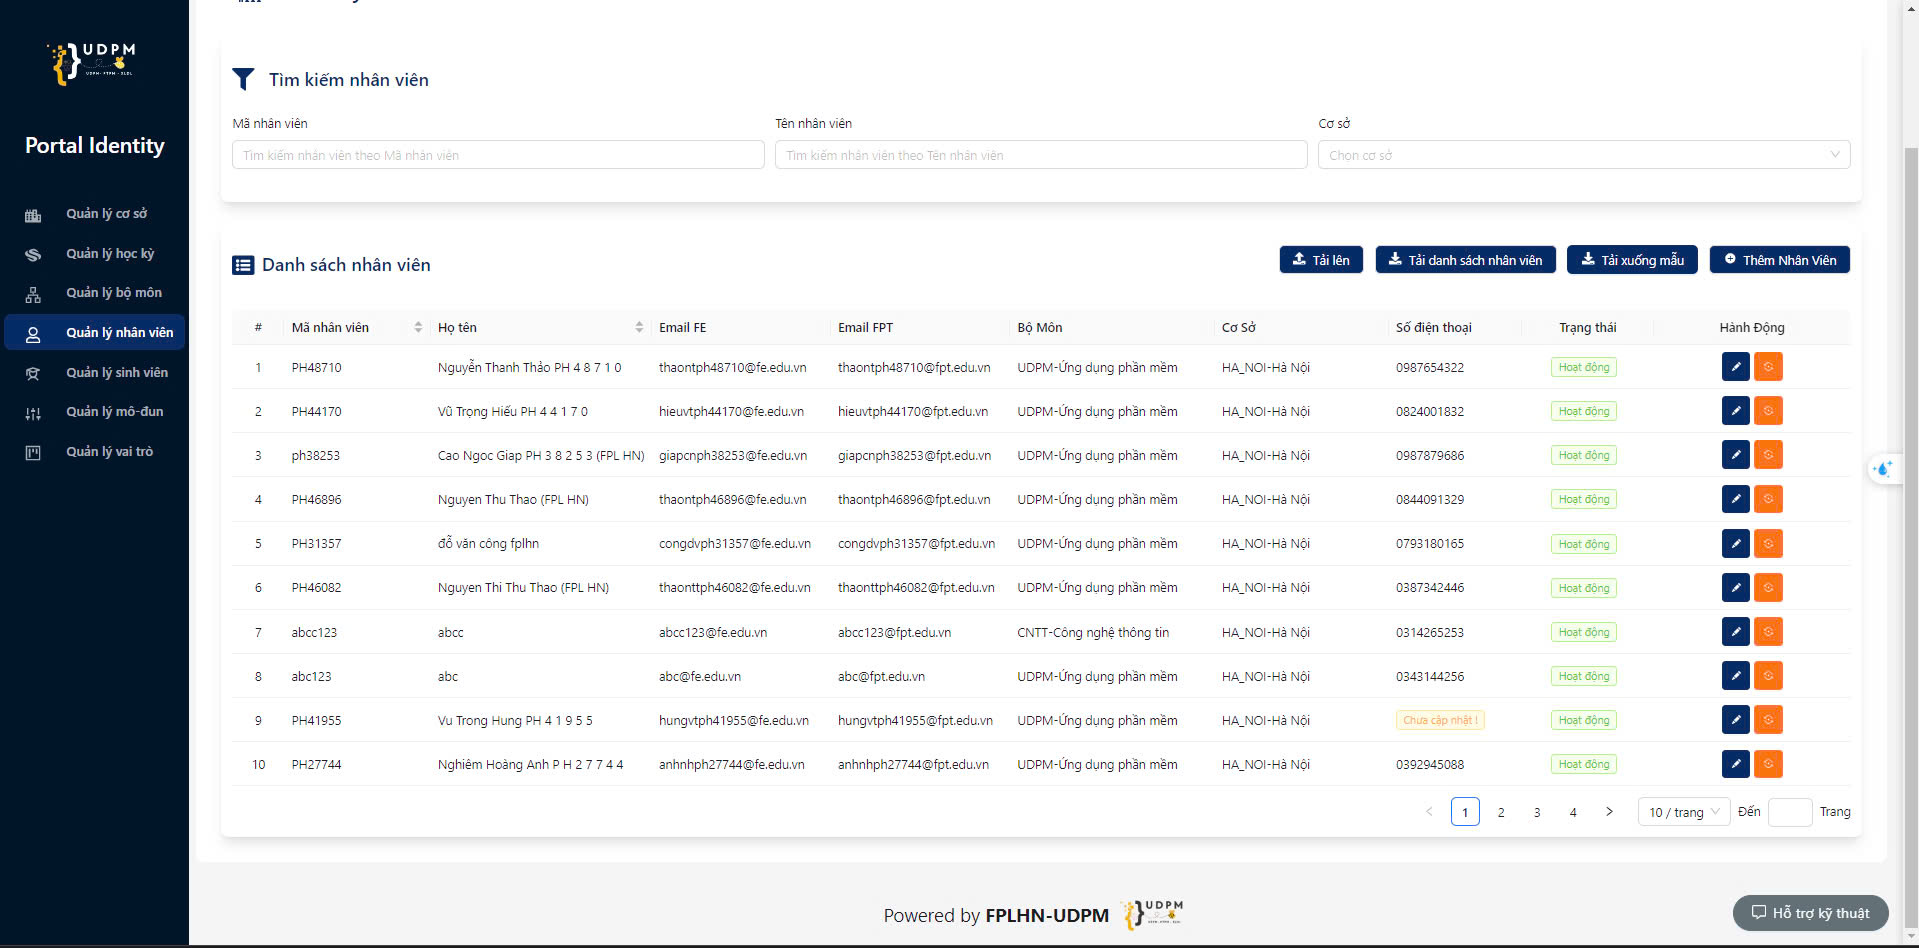 UDPM
UDPM - FTPM - XLDL
Portal Identity
Quản lý cơ sở
Quản lý học kỳ
Quản lý bộ môn
Quản lý nhân viên
Quản lý sinh viên
Quản lý mô-đun
Quản lý vai trò
Tìm kiếm nhân viên
Mã nhân viên Tên nhân viên Cơ sở
Tìm kiếm nhân viên theo Mã nhân viên Tìm kiếm nhân viên theo Tên nhân viên Chọn cơ sở
Danh sách nhân viên Tải lên Tải danh sách nhân viên Tải xuống mẫu Thêm Nhân Viên
# Mã nhân viên Họ tên Email FE Email FPT Bộ Môn Cơ Sở Số điện thoại Trạng thái Hành Động
1 PH48710 Nguyễn Thanh Thảo PH 4 8 7 1 0 thaontph48710@fe.edu.vn thaontph48710@fpt.edu.vn UDPM-Ứng dụng phần mềm HA_NOI-Hà Nội 0987654322 Hoạt động
2 PH44170 Vũ Trọng Hiếu PH 4 4 1 7 0 hieuvtph44170@fe.edu.vn hieuvtph44170@fpt.edu.vn UDPM-Ứng dụng phần mềm HA_NOI-Hà Nội 0824001832 Hoạt động
3 ph38253 Cao Ngoc Giap PH 3 8 2 5 3 (FPL HN) giapcnph38253@fe.edu.vn giapcnph38253@fpt.edu.vn UDPM-Ứng dụng phần mềm HA_NOI-Hà Nội 0987879686 Hoạt động
4 PH46896 Nguyen Thu Thao (FPL HN) thaontph46896@fe.edu.vn thaontph46896@fpt.edu.vn UDPM-Ứng dụng phần mềm HA_NOI-Hà Nội 0844091329 Hoạt động
5 PH31357 đỗ văn công fplhn congdvph31357@fe.edu.vn congdvph31357@fpt.edu.vn UDPM-Ứng dụng phần mềm HA_NOI-Hà Nội 0793180165 Hoạt động
6 PH46082 Nguyen Thi Thu Thao (FPL HN) thaonttph46082@fe.edu.vn thaonttph46082@fpt.edu.vn UDPM-Ứng dụng phần mềm HA_NOI-Hà Nội 0387342446 Hoạt động
7 abcc123 abcc abcc123@fe.edu.vn abcc123@fpt.edu.vn CNTT-Công nghệ thông tin HA_NOI-Hà Nội 0314265253 Hoạt động
8 abc123 abc abc@fe.edu.vn abc@fpt.edu.vn UDPM-Ứng dụng phần mềm HA_NOI-Hà Nội 0343144256 Hoạt động
9 PH41955 Vu Trong Hung PH 4 1 9 5 5 hungvtph41955@fe.edu.vn hungvtph41955@fpt.edu.vn UDPM-Ứng dụng phần mềm HA_NOI-Hà Nội Chưa cập nhật ! Hoạt động
10 PH27744 Nghiêm Hoàng Anh P H 2 7 7 4 4 anhnhph27744@fe.edu.vn anhnhph27744@fpt.edu.vn UDPM-Ứng dụng phần mềm HA_NOI-Hà Nội 0392945088 Hoạt động
1 2 3 4 10 / trang Đến Trang
Powered by FPLHN-UDPM UDPM
Hỗ trợ kỹ thuật